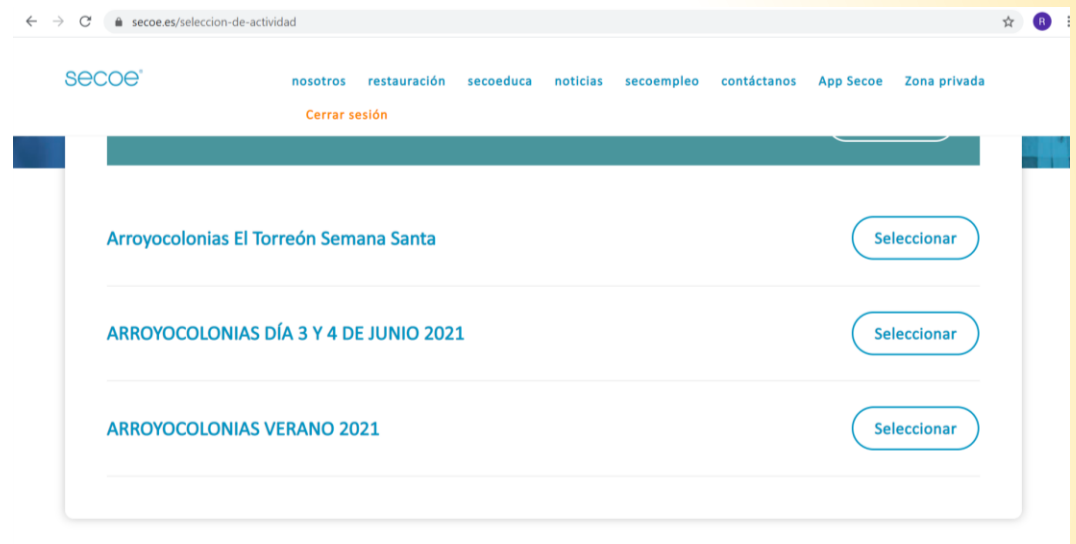 secoe.es/seleccion-de-actividad
R
secoe®
nosotros restauración secoeduca noticias secoempleo contáctanos App Secoe Zona privada
Cerrar sesión
Arroyocolonias El Torreón Semana Santa Seleccionar
ARROYOCOLONIAS DÍA 3 Y 4 DE JUNIO 2021 Seleccionar
ARROYOCOLONIAS VERANO 2021 Seleccionar